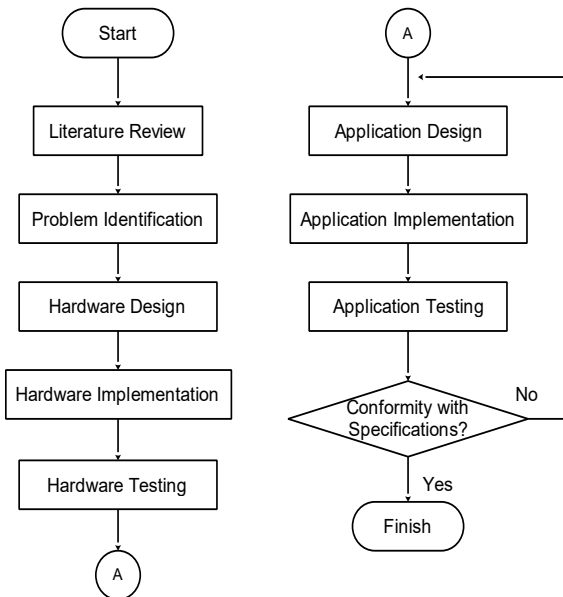 Start
Literature Review
Problem Identification
Hardware Design
Hardware Implementation
Hardware Testing
A
A
Application Design
Application Implementation
Application Testing
Conformity with
Specifications?
No
Yes
Finish